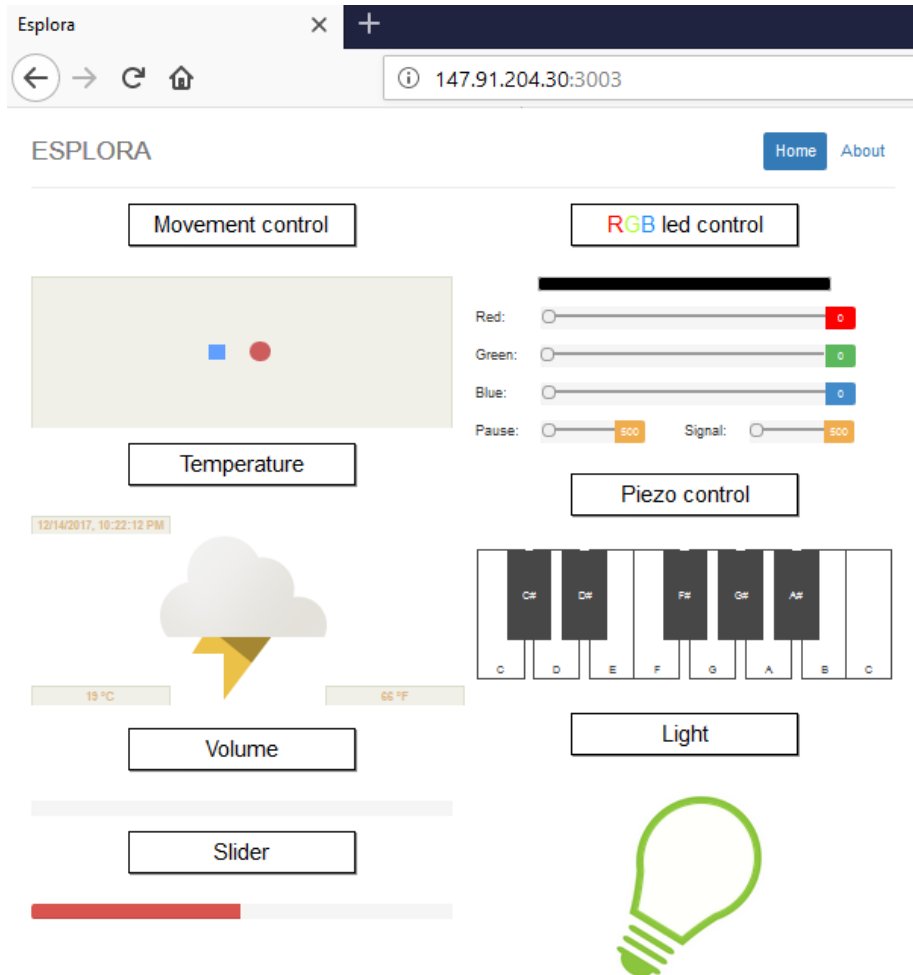 Esplora
147.91.204.30:3003
ESPLORA
Home About
Movement control
Temperature
12/14/2017, 10:22:12 PM
19 °C 66 °F
Volume
Slider
RGB led control
Red: 0
Green: 0
Blue: 0
Pause: 500 Signal: 500
Piezo control
C# D# F# G# A#
C D E F G A B C
Light